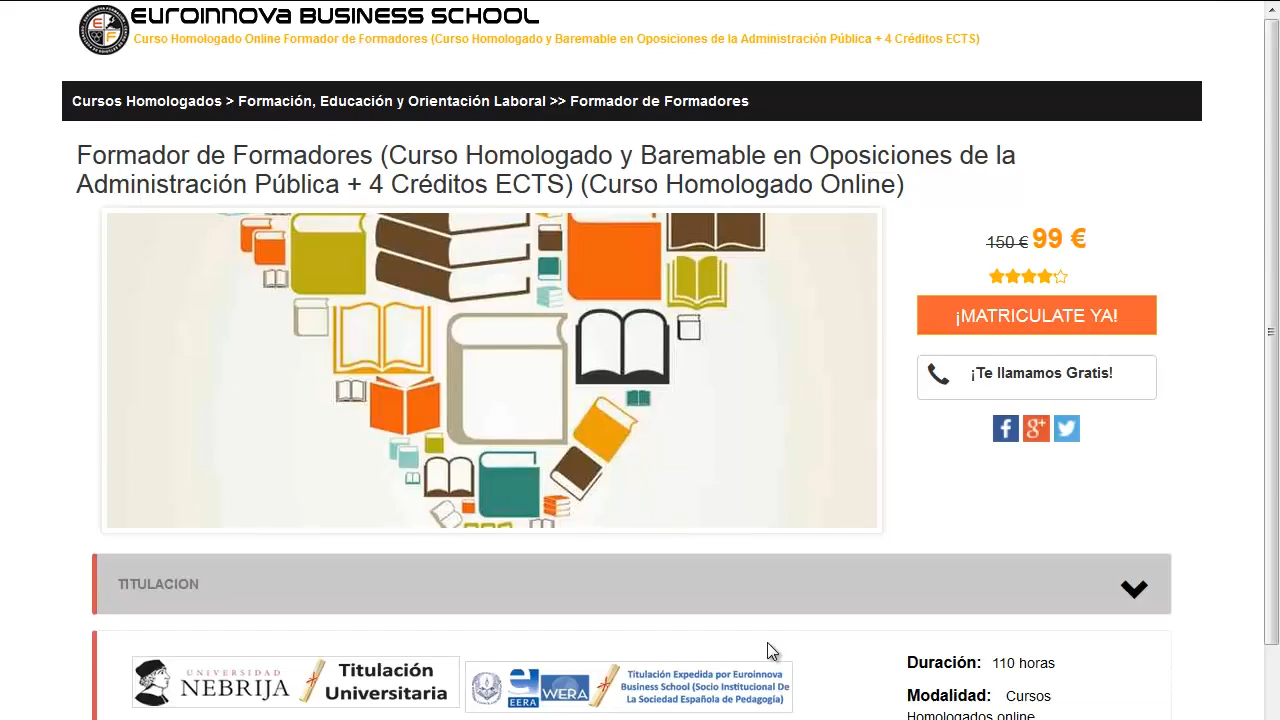 EUROINNOVA BUSINESS SCHOOL
Curso Homologado Online Formador de Formadores (Curso Homologado y Baremable en Oposiciones de la Administración Pública + 4 Créditos ECTS)
Cursos Homologados > Formación, Educación y Orientación Laboral >> Formador de Formadores
Formador de Formadores (Curso Homologado y Baremable en Oposiciones de la
Administración Pública + 4 Créditos ECTS) (Curso Homologado Online)
150 € 99 €
¡MATRICULATE YA!
¡Te llamamos Gratis!
TITULACION
UNIVERSIDAD
NEBRIJA
Titulación
Universitaria
EERA
WERA
Titulación Expedida por Euroinnova
Business School (Socio Institucional De
La Sociedad Española de Pedagogía)
Duración: 110 horas
Modalidad: Cursos
Homologados online